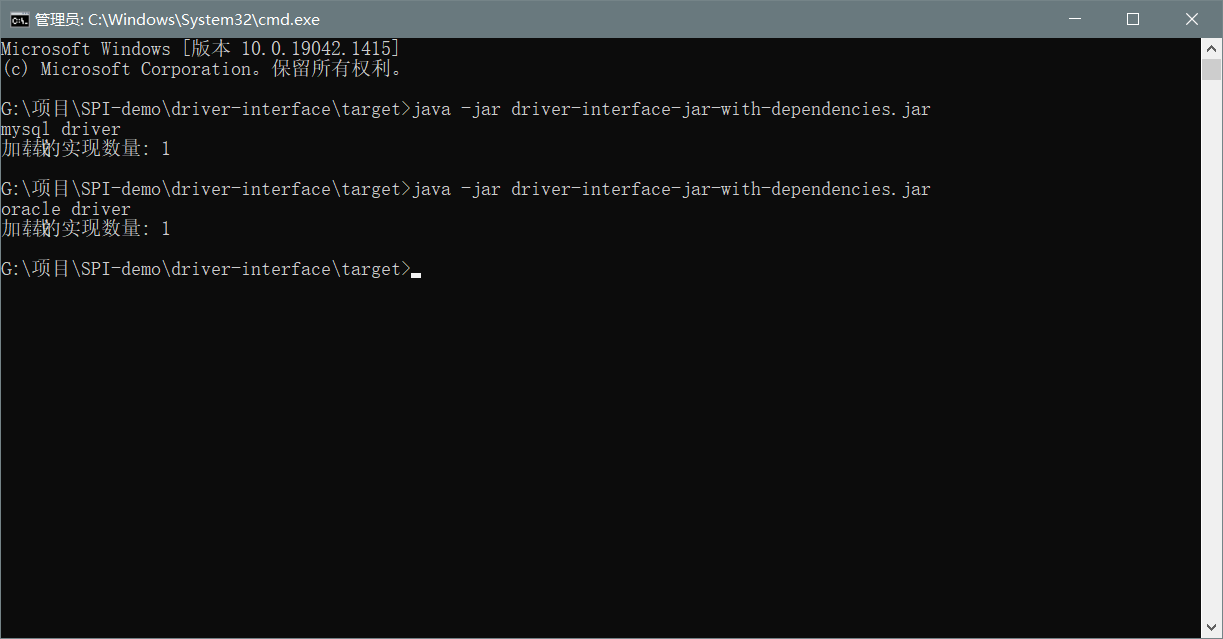 管理员: C:\Windows\System32\cmd.exe
Microsoft Windows [版本 10.0.19042.1415]
(c) Microsoft Corporation。保留所有权利。
G:\项目\SPI-demo\driver-interface\target>java -jar driver-interface-jar-with-dependencies.jar
mysql driver
加载的实现数量: 1
G:\项目\SPI-demo\driver-interface\target>java -jar driver-interface-jar-with-dependencies.jar
oracle driver
加载的实现数量: 1
G:\项目\SPI-demo\driver-interface\target>